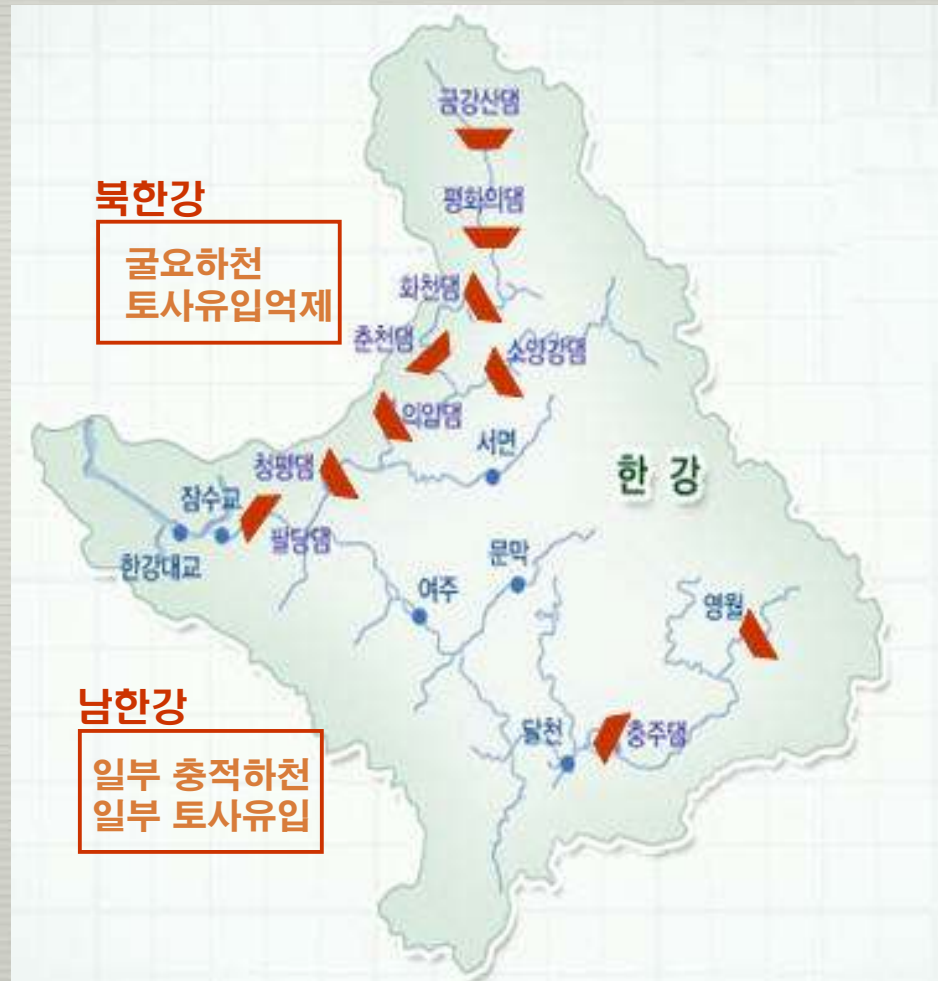 금강산댐
북한강
평화의댐
굴요하천
토사유입억제
화천댐
춘천댐
소양강댐
의암댐
서면
청평댐
한 강
잠수교
팔당댐
한강대교
문막
여주
영월
남한강
달천
충주댐
일부 충적하천
일부 토사유입